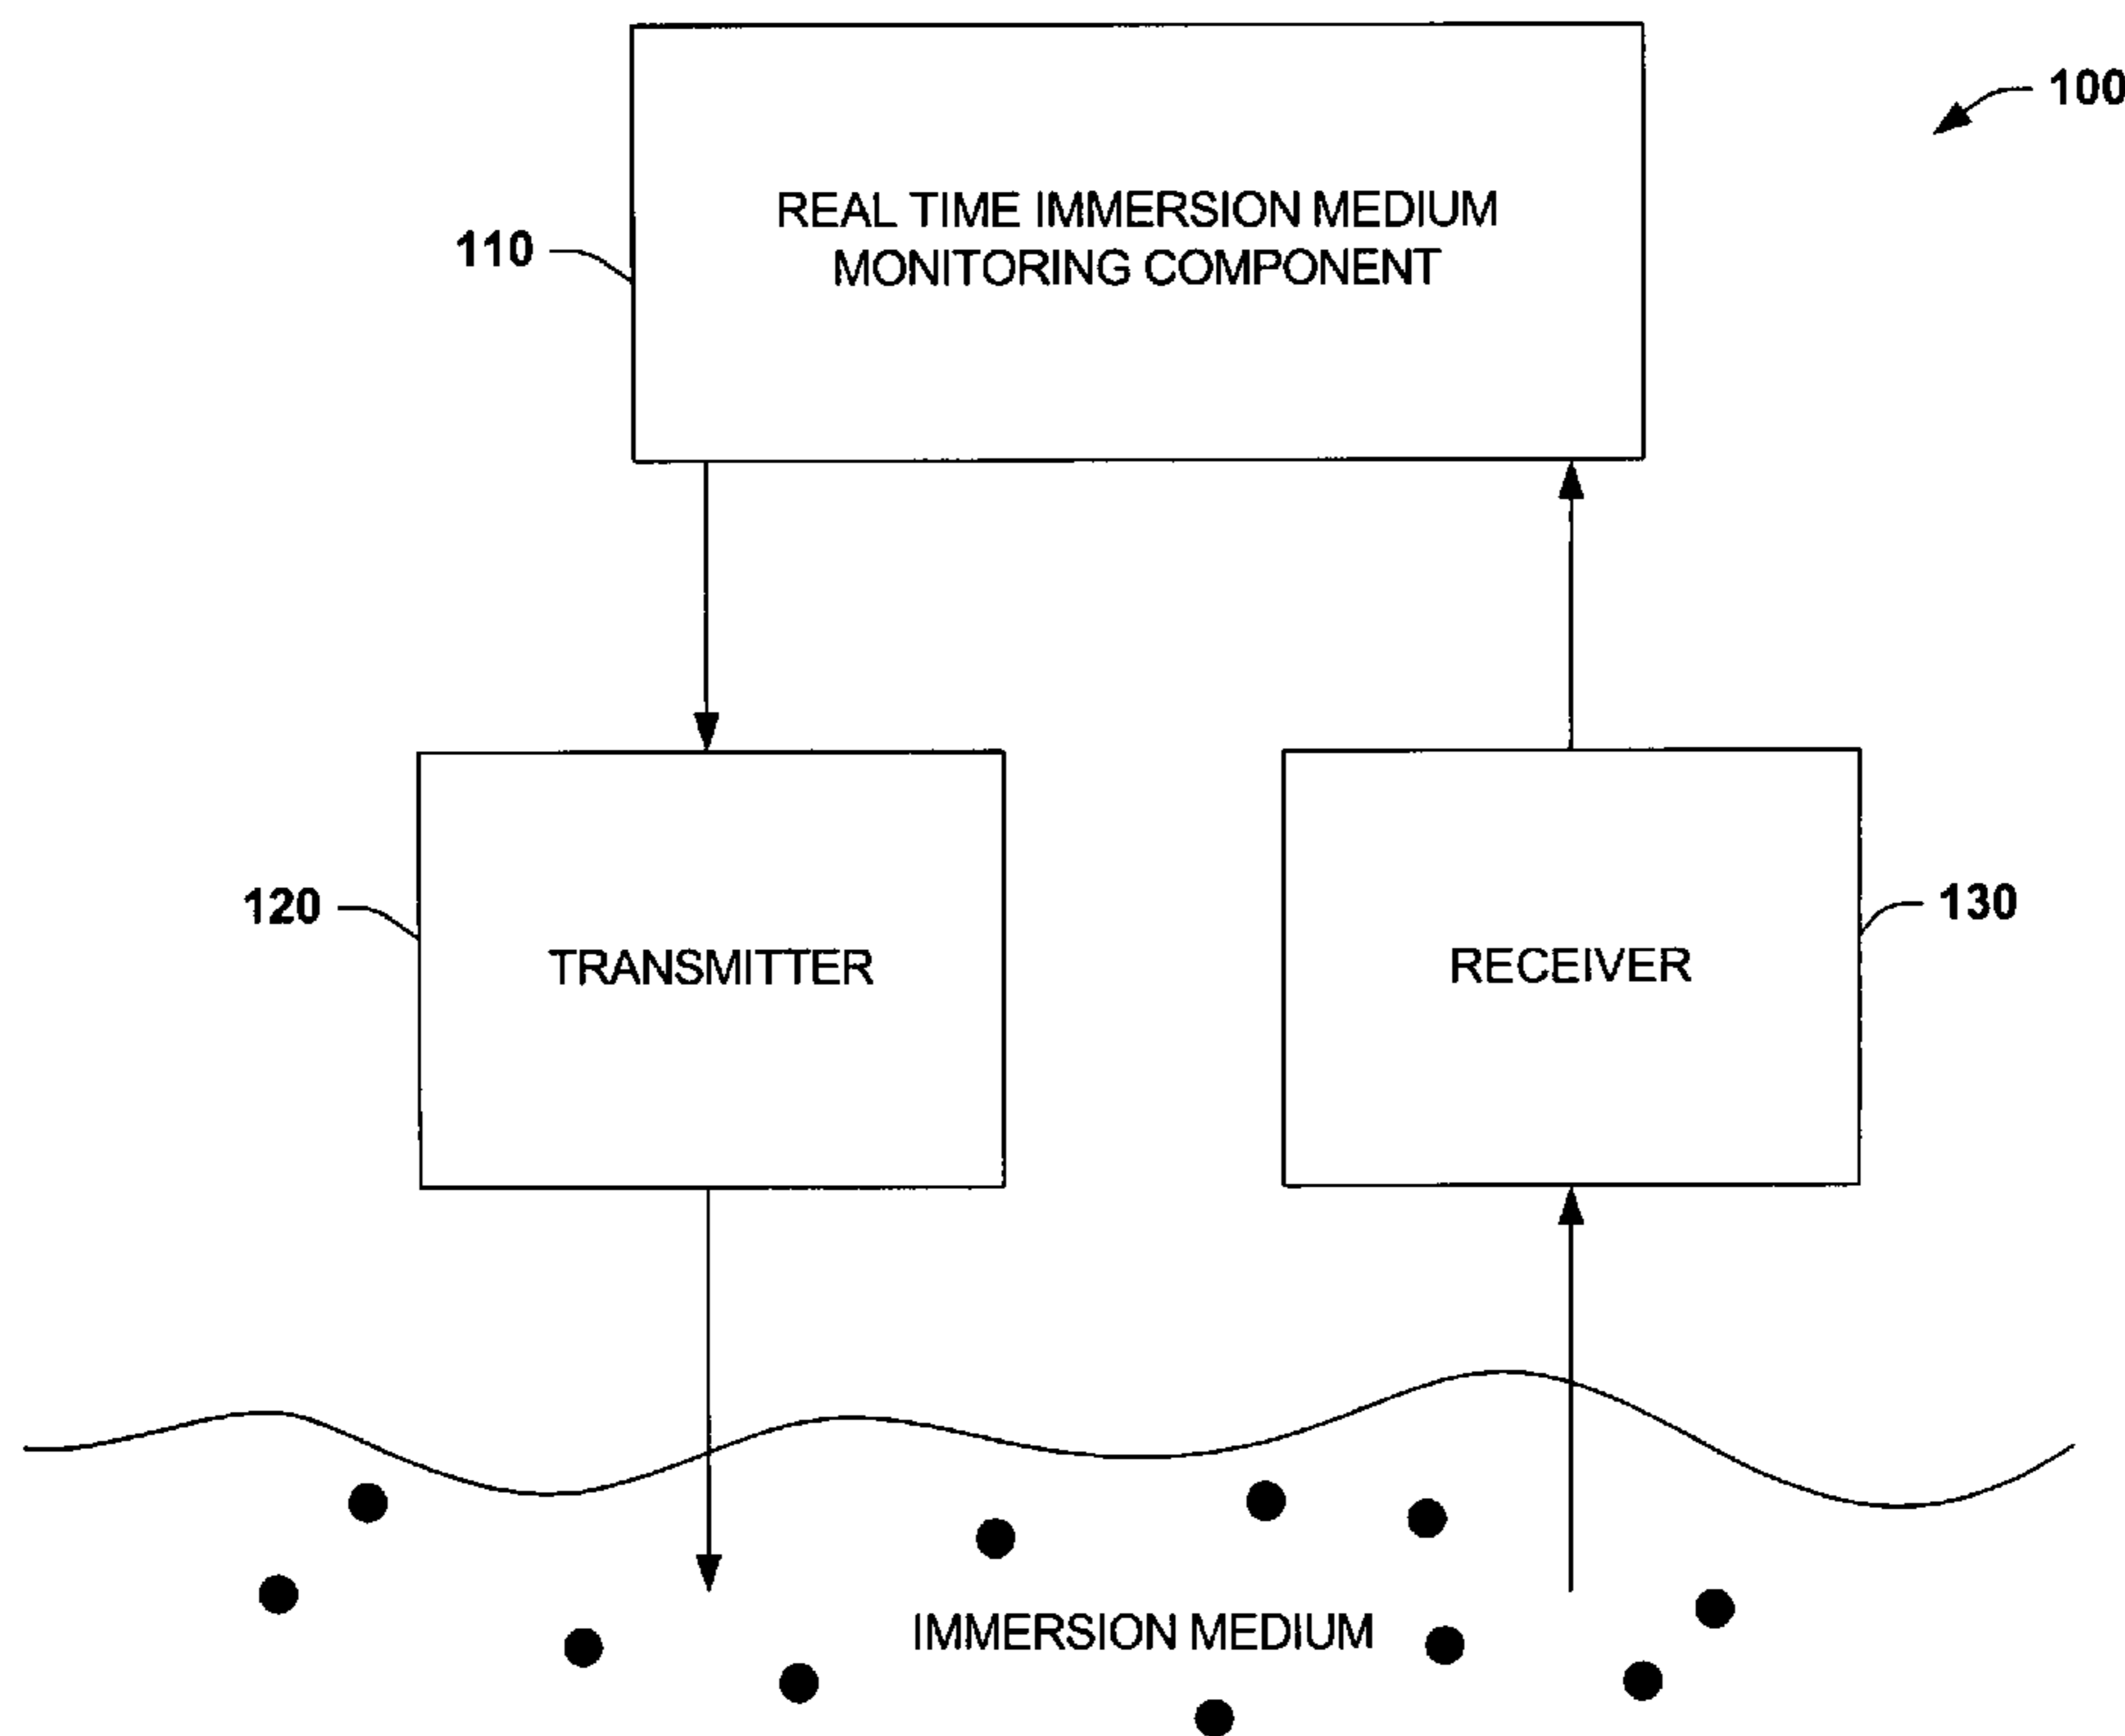 100
REAL TIME IMMERSION MEDIUM
MONITORING COMPONENT
110
120
TRANSMITTER
RECEIVER
130
IMMERSION MEDIUM